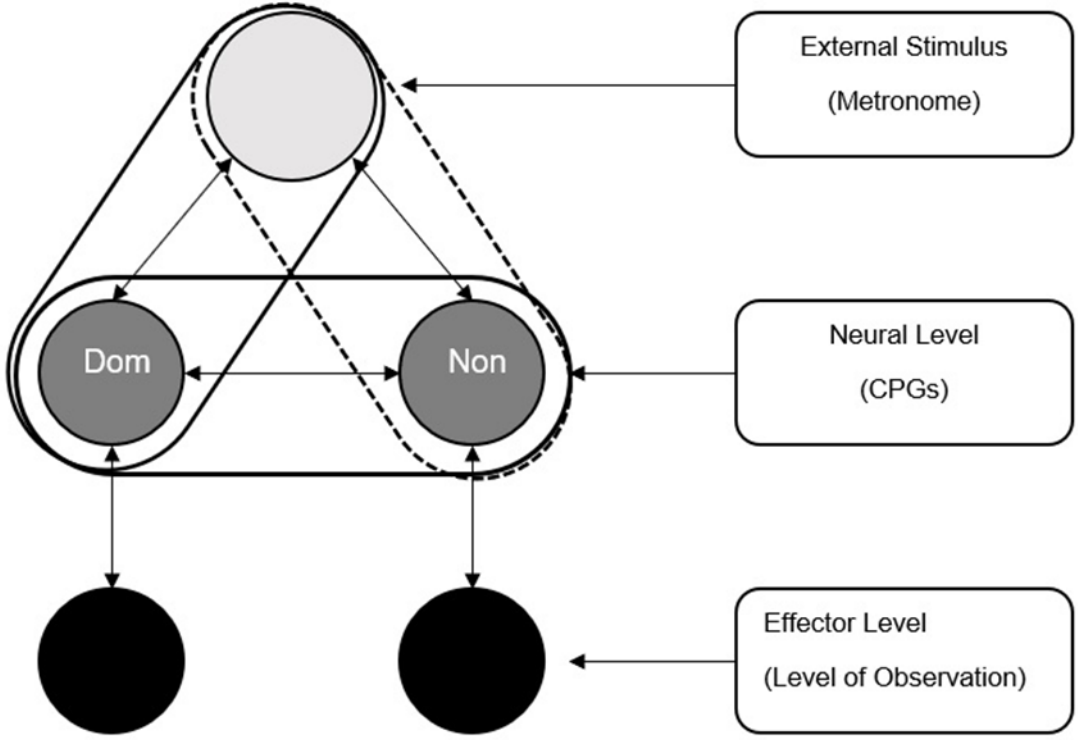 External Stimulus
(Metronome)
Dom
Non
Neural Level
(CPGs)
Effector Level
(Level of Observation)